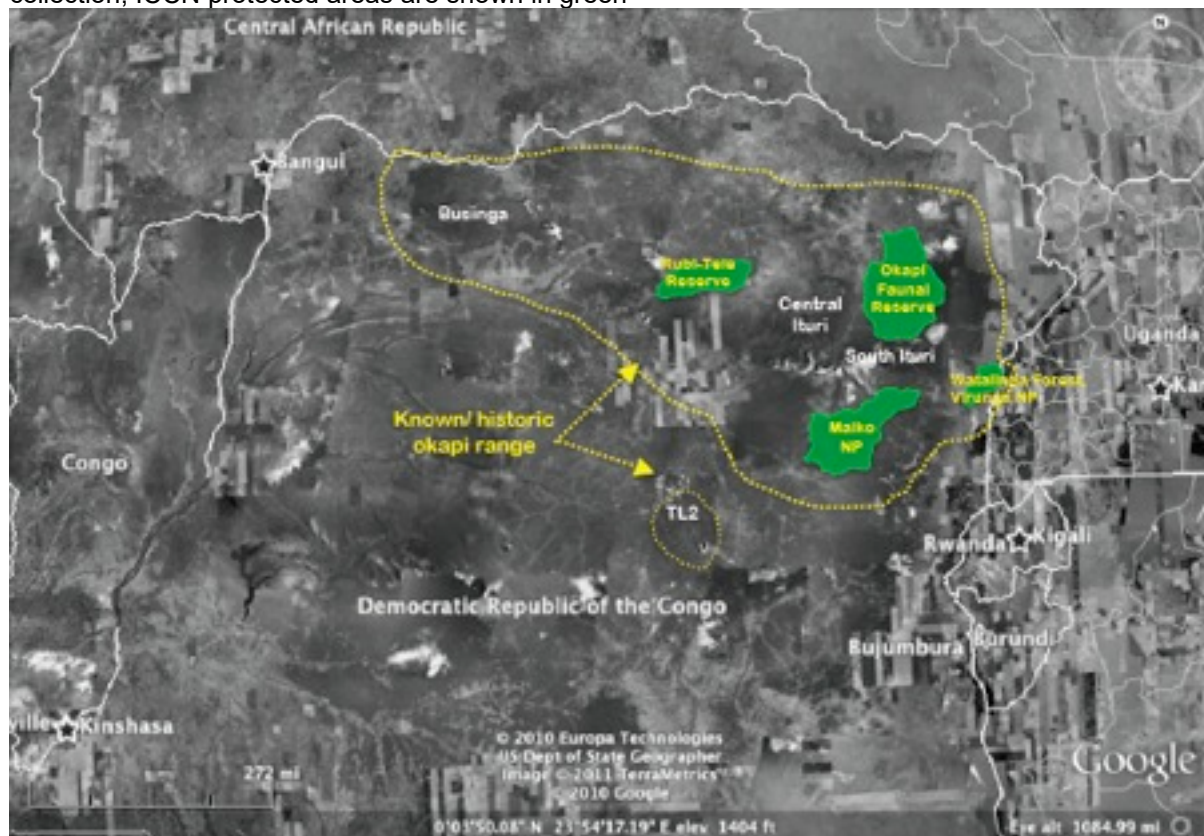 collection, ICCN protected areas are shown in green
Central African Republic
N
Bangui
Businga
Rubi-Tele
Reserve
Okapi
Faunal
Reserve
Central
Ituri
South Ituri
Uganda
Watalinga Forest,
Virunga NP
Ka
Maiko
NP
Known/ historic
okapi range
Congo
TL2
Rwanda
Kigali
Democratic Republic of the Congo
Bujumbura
Burundi
ville
Kinshasa
© 2010 Europa Technologies
US Dept of State Geographer
Image © 2011 TerraMetrics
© 2010 Google
Google
272 mi
0°03'50.08" N 23°54'17.19" E elev 1404 ft
Eye alt 1084.99 mi